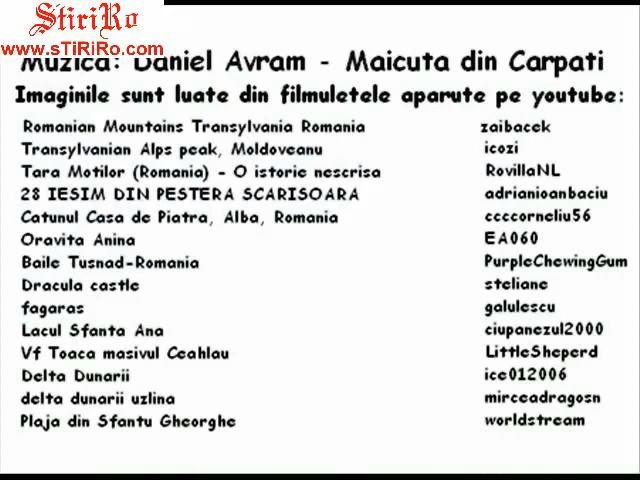 StiriRo
www.sTiRiRo.com
Muzica: Daniel Avram - Maicuta din Carpati
Imaginile sunt luate din filmuletele aparute pe youtube:
Romanian Mountains Transylvania Romania zaibacek
Transylvanian Alps peak, Moldoveanu icozi
Tara Motilor (Romania) - O istorie nescrisa RovillaNL
28 IESIM DIN PESTERA SCARISOARA adrianioanbaciu
Catunul Casa de Piatra, Alba, Romania ccccorneliu56
Oravita Anina EA060
Baile Tusnad-Romania PurpleChewingGum
Dracula castle steliane
fagaras galulescu
Lacul Sfanta Ana ciupanezul2000
Vf Toaca masivul Ceahlau LittleSheperd
Delta Dunarii ice012006
delta dunarii uzlina mirceadragosn
Plaja din Sfantu Gheorghe worldstream